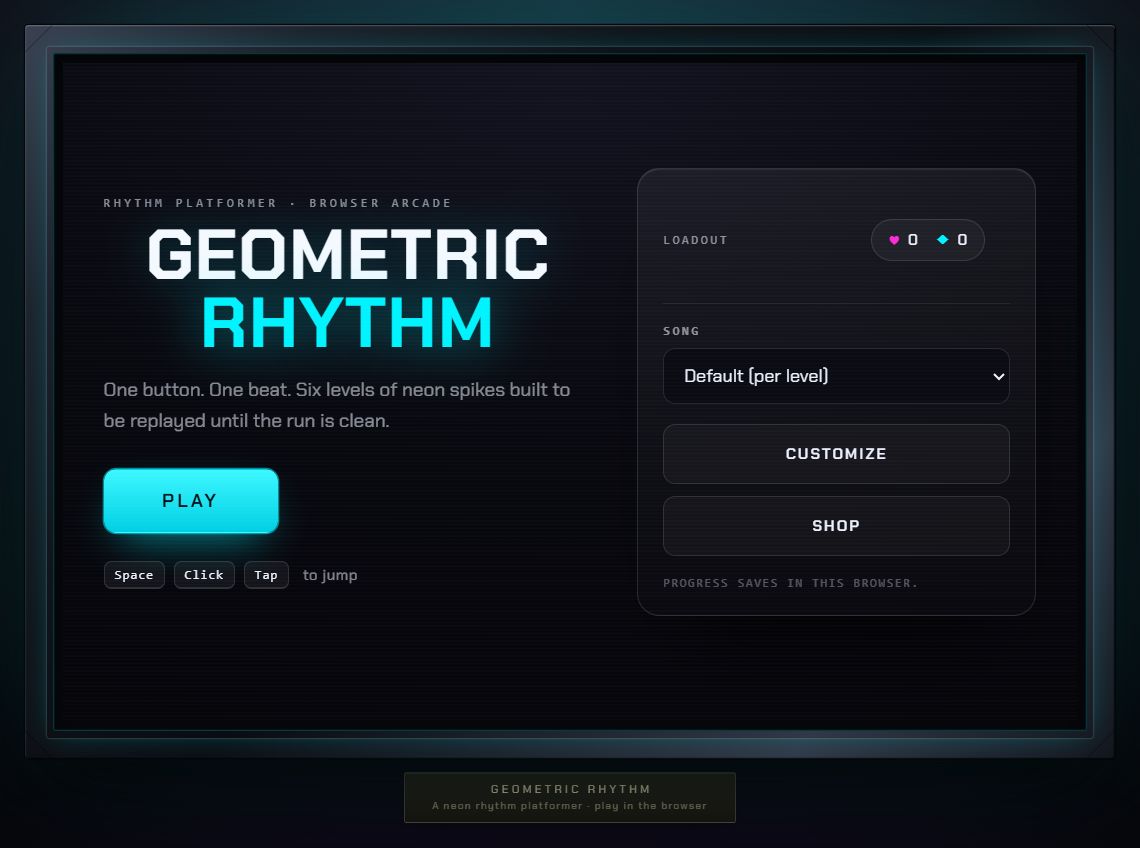 RHYTHM PLATFORMER · BROWSER ARCADE
GEOMETRIC
RHYTHM
One button. One beat. Six levels of neon spikes built to
be replayed until the run is clean.
PLAY
Space Click Tap to jump
LOADOUT
0 0
SONG
Default (per level)
CUSTOMIZE
SHOP
PROGRESS SAVES IN THIS BROWSER.
GEOMETRIC RHYTHM
A neon rhythm platformer · play in the browser